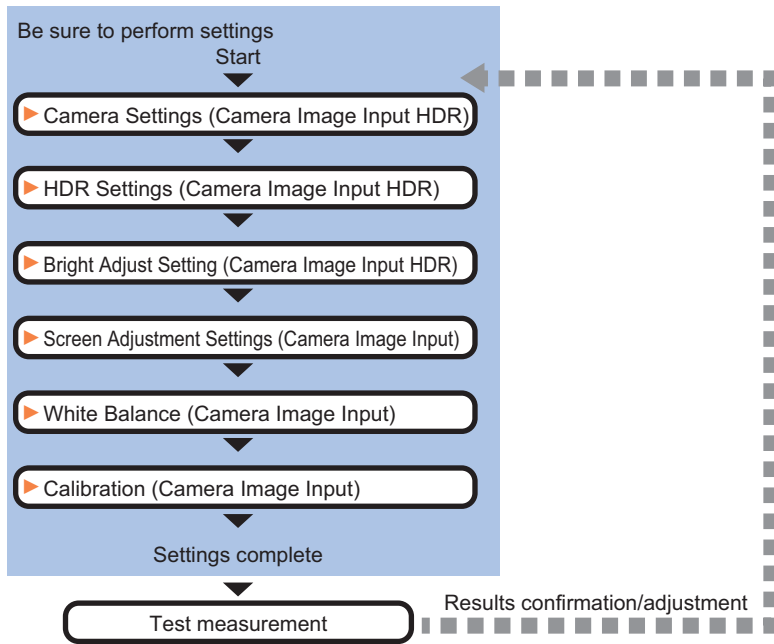 Be sure to perform settings
Start
Camera Settings (Camera Image Input HDR)
HDR Settings (Camera Image Input HDR)
Bright Adjust Setting (Camera Image Input HDR)
Screen Adjustment Settings (Camera Image Input)
White Balance (Camera Image Input)
Calibration (Camera Image Input)
Settings complete
Test measurement
Results confirmation/adjustment